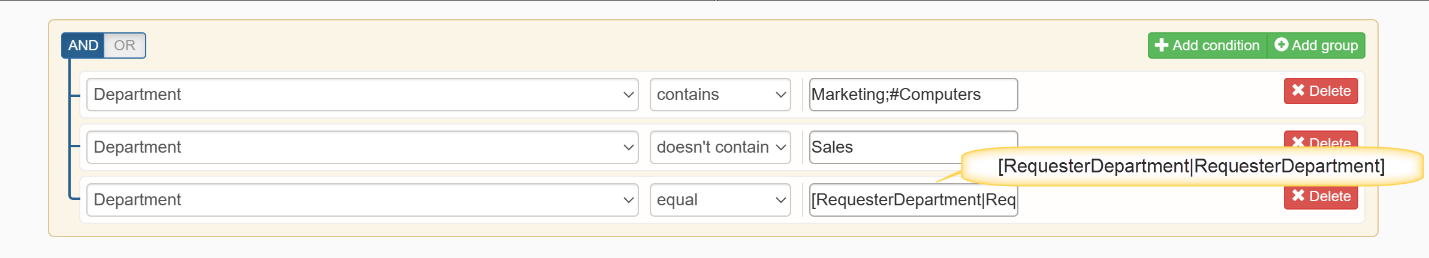 AND OR Add condition Add group
Department contains Marketing;#Computers Delete
Department doesn't contain Sales Delete
[RequesterDepartment|RequesterDepartment]
Department equal [RequesterDepartment|Req Delete